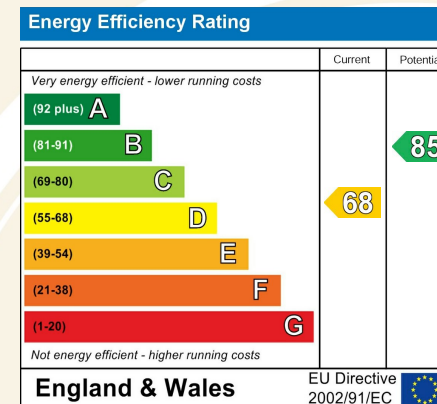 Energy Efficiency Rating
Current Potentia
Very energy efficient - lower running costs
(92 plus) A
(81-91) B 85
(69-80) C
(55-68) D 68
(39-54) E
(21-38) F
(1-20) G
Not energy efficient - higher running costs
England & Wales
EU Directive
2002/91/EC